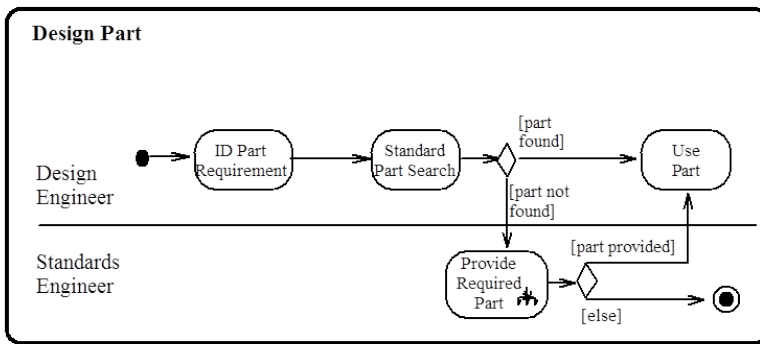 Design Part
[part
found]
ID Part
Requirement
Standard
Part Search
Use
Part
Design
Engineer
[part not
found]
Standards
Engineer
Provide
Required
Part
[part provided]
[else]